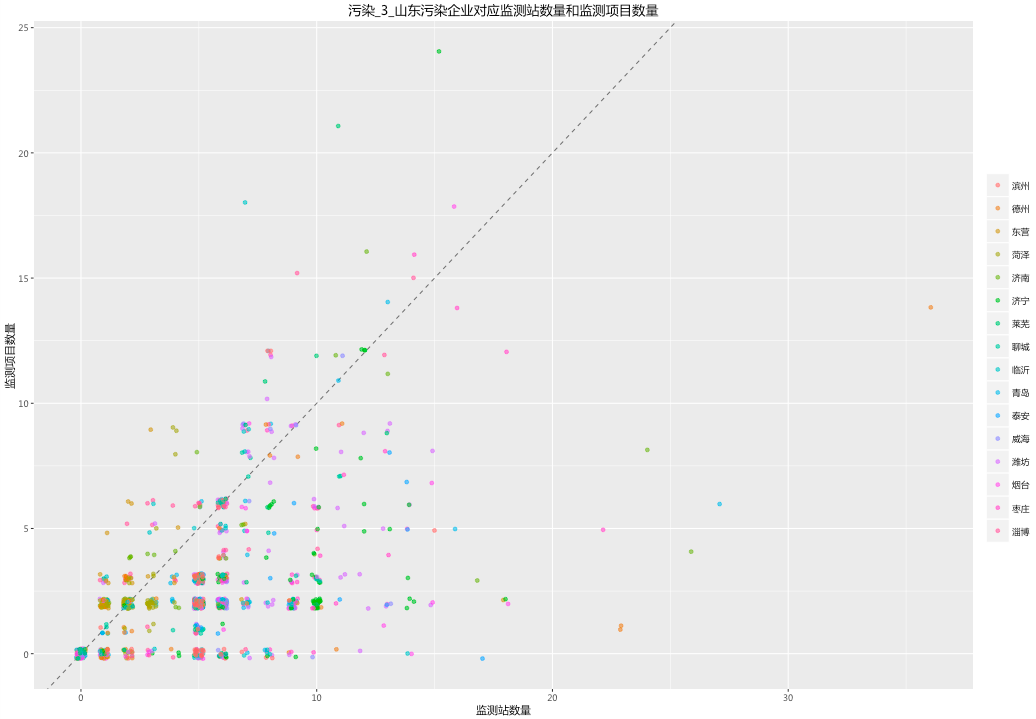 污染_3_山东污染企业对应监测站数量和监测项目数量
25
20
15
10
5
0
监测项目数量
0
10
20
30
监测站数量
滨州
德州
东营
菏泽
济南
济宁
莱芜
聊城
临沂
青岛
泰安
威海
潍坊
烟台
枣庄
淄博